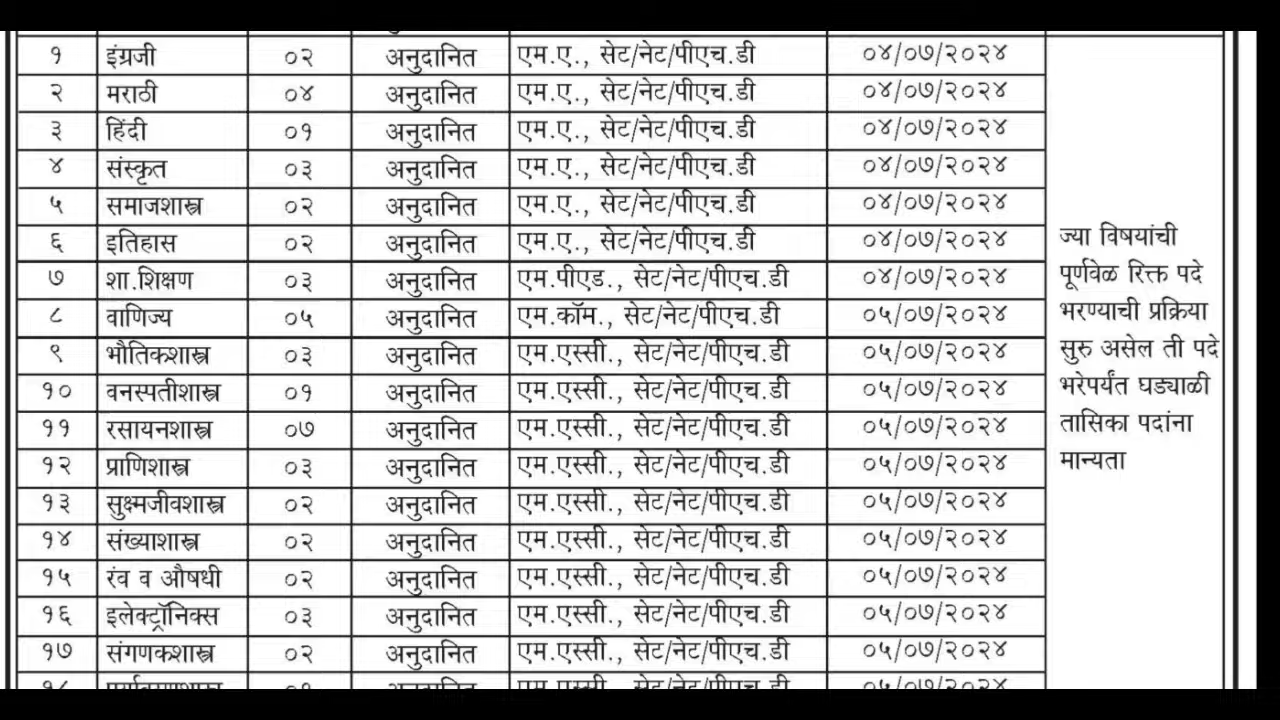 १ इंग्रजी ०२ अनुदानित एम.ए., सेट/नेट/पीएच.डी ०४/०७/२०२४
२ मराठी ०४ अनुदानित एम.ए., सेट/नेट/पीएच.डी ०४/०७/२०२४
३ हिंदी ०१ अनुदानित एम.ए., सेट/नेट/पीएच.डी ०४/०७/२०२४
४ संस्कृत ०३ अनुदानित एम.ए., सेट/नेट/पीएच.डी ०४/०७/२०२४
५ समाजशास्त्र ०२ अनुदानित एम.ए., सेट/नेट/पीएच.डी ०४/०७/२०२४
६ इतिहास ०२ अनुदानित एम.ए., सेट/नेट/पीएच.डी ०४/०७/२०२४
७ शा.शिक्षण ०३ अनुदानित एम.पीएड., सेट/नेट/पीएच.डी ०४/०७/२०२४
८ वाणिज्य ०५ अनुदानित एम.कॉम., सेट/नेट/पीएच.डी ०५/०७/२०२४
९ भौतिकशास्त्र ०३ अनुदानित एम.एस्सी., सेट/नेट/पीएच.डी ०५/०७/२०२४
१० वनस्पतीशास्त्र ०१ अनुदानित एम.एस्सी., सेट/नेट/पीएच.डी ०५/०७/२०२४
११ रसायनशास्त्र ०७ अनुदानित एम.एस्सी., सेट/नेट/पीएच.डी ०५/०७/२०२४
१२ प्राणिशास्त्र ०३ अनुदानित एम.एस्सी., सेट/नेट/पीएच.डी ०५/०७/२०२४
१३ सुक्ष्मजीवशास्त्र ०२ अनुदानित एम.एस्सी., सेट/नेट/पीएच.डी ०५/०७/२०२४
१४ संख्याशास्त्र ०२ अनुदानित एम.एस्सी., सेट/नेट/पीएच.डी ०५/०७/२०२४
१५ रंव व औषधी ०२ अनुदानित एम.एस्सी., सेट/नेट/पीएच.डी ०५/०७/२०२४
१६ इलेक्ट्रॉनिक्स ०३ अनुदानित एम.एस्सी., सेट/नेट/पीएच.डी ०५/०७/२०२४
१७ संगणकशास्त्र ०२ अनुदानित एम.एस्सी., सेट/नेट/पीएच.डी ०५/०७/२०२४
अनुदानित एम.एस्सी., सेट/नेट/पीएच.डी ०५/०७/२०२४
ज्या विषयांची
पूर्णवेळ रिक्त पदे
भरण्याची प्रक्रिया
सुरु असेल ती पदे
भरेपर्यंत घड्याळी
तासिका पदांना
मान्यता